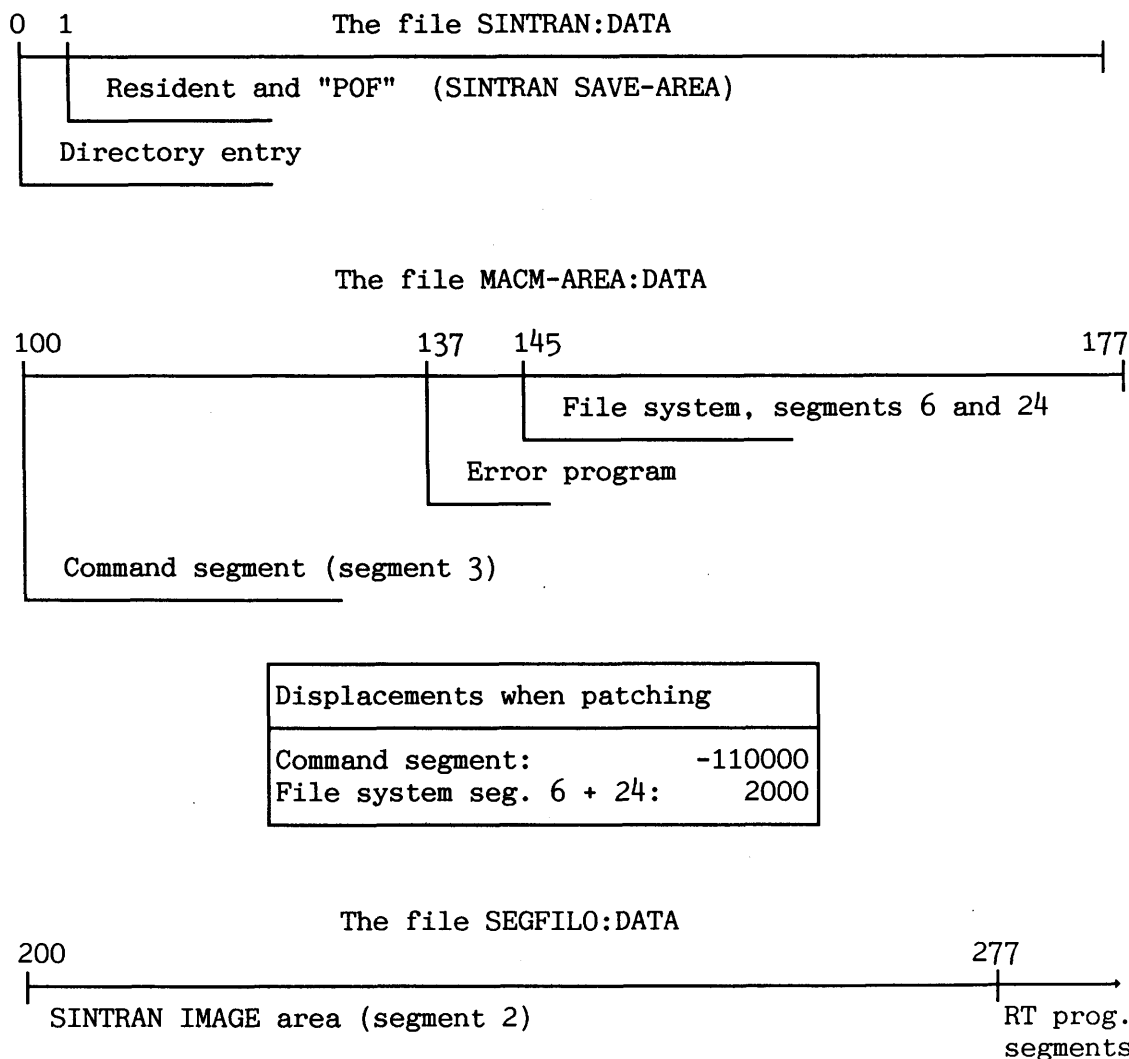 The file SINTRAN:DATA
0 1
Resident and "POF" (SINTRAN SAVE-AREA)
Directory entry
The file MACM-AREA:DATA
100 137 145 177
File system, segments 6 and 24
Error program
Command segment (segment 3)
Displacements when patching
Command segment: -110000
File system seg. 6 + 24: 2000
The file SEGFILO:DATA
200 277
SINTRAN IMAGE area (segment 2)
RT prog.
segments